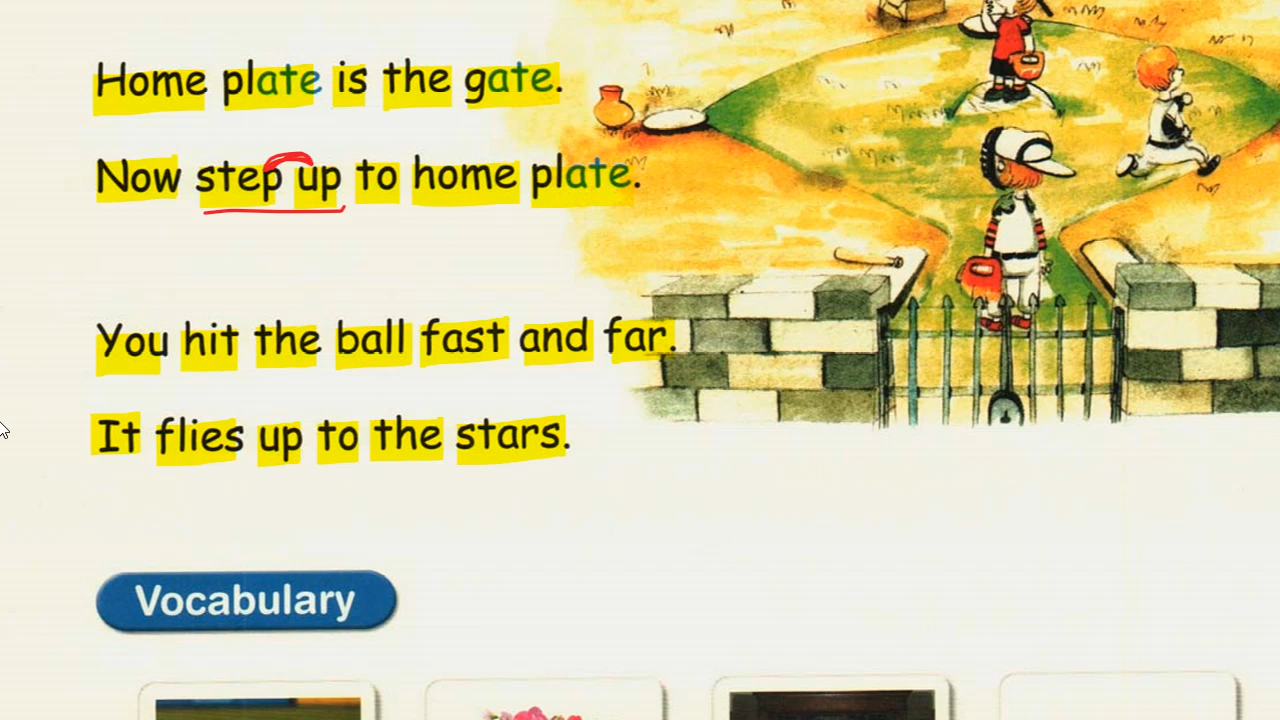 Home plate is the gate.
Now step up to home plate.
You hit the ball fast and far.
It flies up to the stars.
Vocabulary